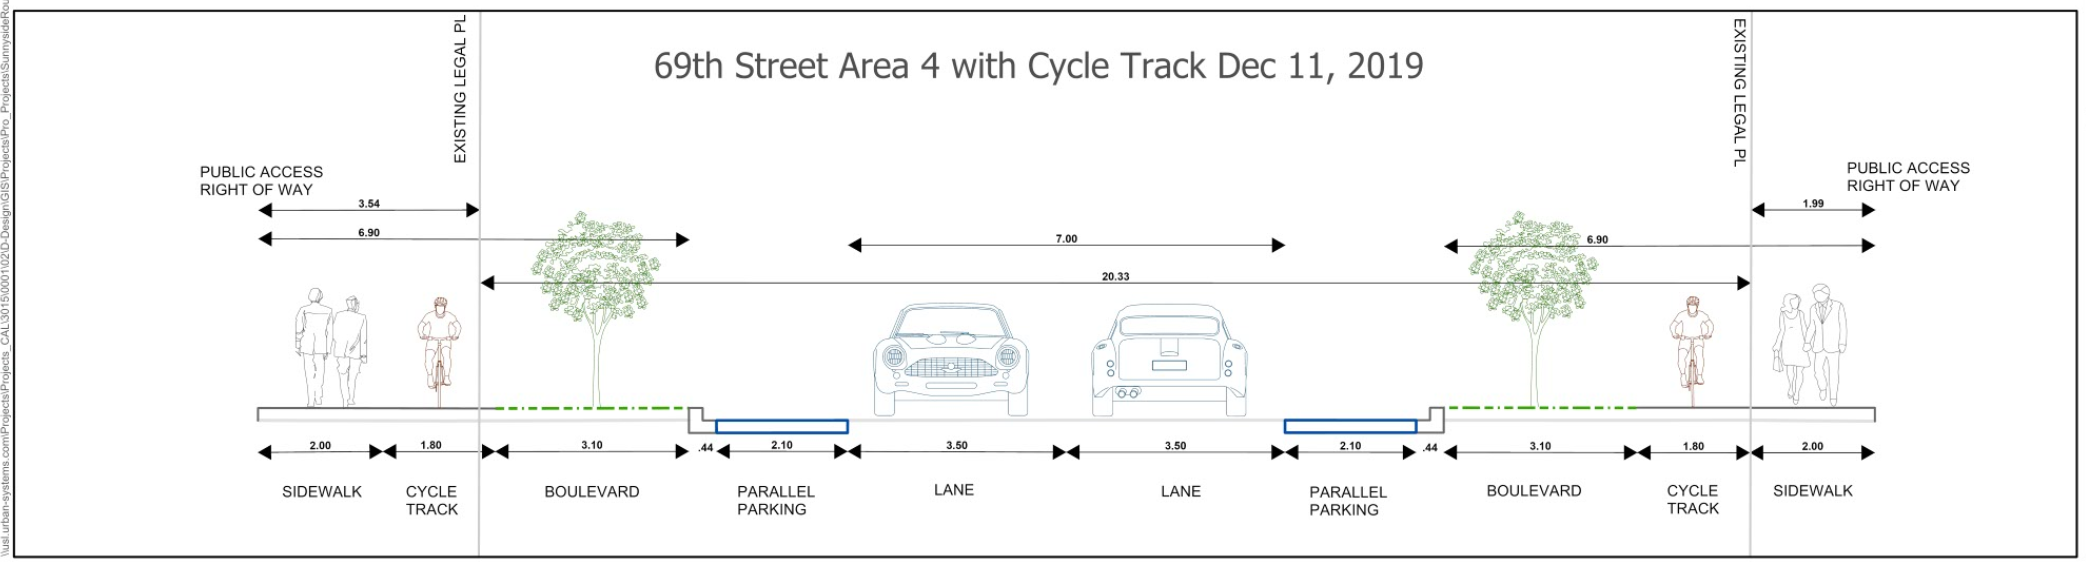 69th Street Area 4 with Cycle Track Dec 11, 2019
\\usl.urban-systems.com\Projects\Projects_CAL\3015\0001\02\D-Design\GIS\Projects\Pro_Projects\SunnysideRou
EXISTING LEGAL PL
EXISTING LEGAL PL
PUBLIC ACCESS
RIGHT OF WAY
PUBLIC ACCESS
RIGHT OF WAY
3.54
1.99
6.90
7.00
6.90
20.33
2.00
1.80
3.10
.44
2.10
3.50
3.50
2.10
.44
3.10
1.80
2.00
SIDEWALK
CYCLE
TRACK
BOULEVARD
PARALLEL
PARKING
LANE
LANE
PARALLEL
PARKING
BOULEVARD
CYCLE
TRACK
SIDEWALK